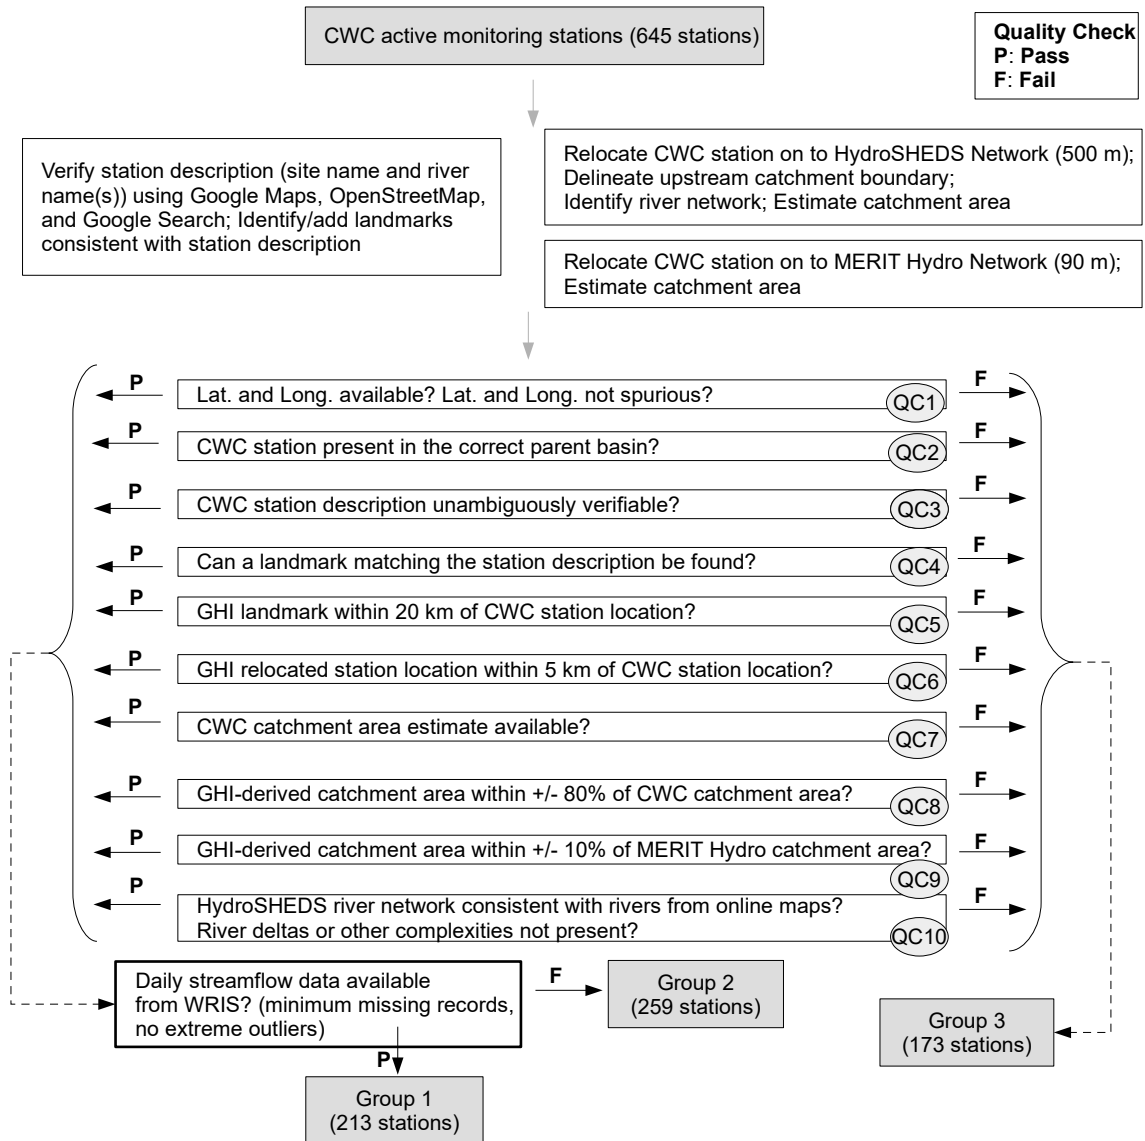 CWC active monitoring stations (645 stations)
Quality Check
P: Pass
F: Fail
Verify station description (site name and river
name(s)) using Google Maps, OpenStreetMap,
and Google Search; Identify/add landmarks
consistent with station description
Relocate CWC station on to HydroSHEDS Network (500 m);
Delineate upstream catchment boundary;
Identify river network; Estimate catchment area
Relocate CWC station on to MERIT Hydro Network (90 m);
Estimate catchment area
P
Lat. and Long. available? Lat. and Long. not spurious?
QC1
F
P
CWC station present in the correct parent basin?
QC2
F
P
CWC station description unambiguously verifiable?
QC3
F
P
Can a landmark matching the station description be found?
QC4
F
P
GHI landmark within 20 km of CWC station location?
QC5
F
P
GHI relocated station location within 5 km of CWC station location?
QC6
F
P
CWC catchment area estimate available?
QC7
F
P
GHI-derived catchment area within +/- 80% of CWC catchment area?
QC8
F
P
GHI-derived catchment area within +/- 10% of MERIT Hydro catchment area?
QC9
F
P
HydroSHEDS river network consistent with rivers from online maps?
River deltas or other complexities not present?
QC10
F
Daily streamflow data available
from WRIS? (minimum missing records,
no extreme outliers)
F
Group 2
(259 stations)
Group 3
(173 stations)
P
Group 1
(213 stations)